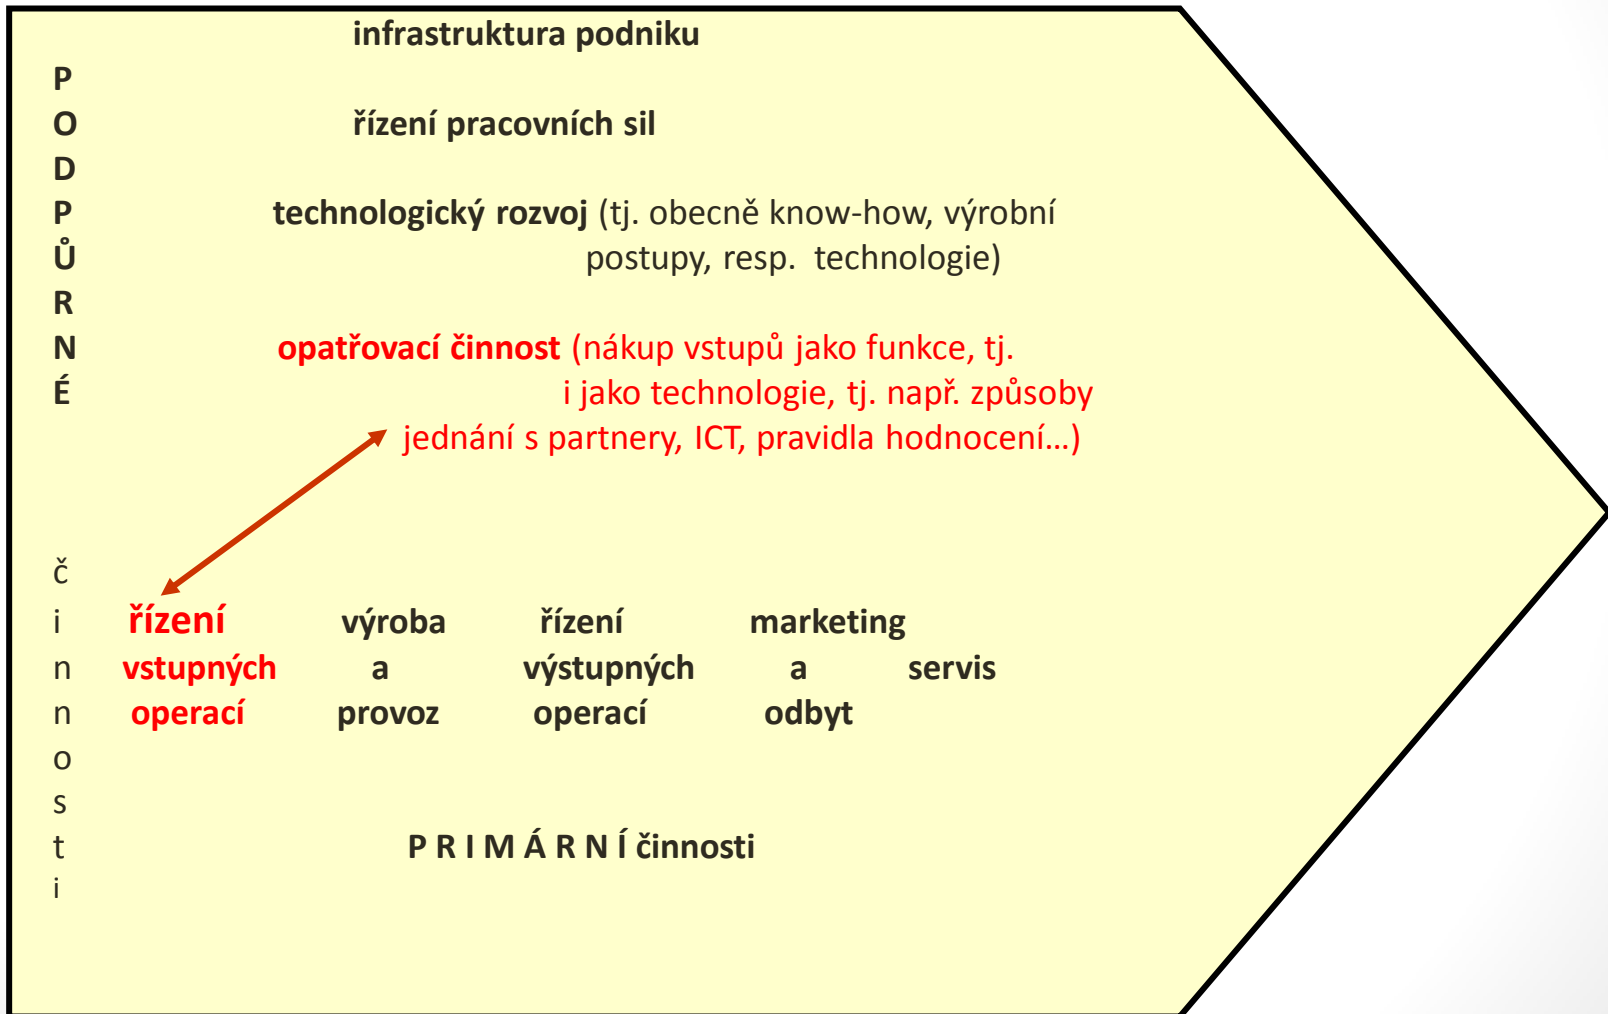 infrastruktura podniku
PODPŮRNÉ
řízení pracovních sil
technologický rozvoj (tj. obecně know-how, výrobní
postupy, resp. technologie)
opatřovací činnost (nákup vstupů jako funkce, tj.
i jako technologie, tj. např. způsoby
jednání s partnery, ICT, pravidla hodnocení…)
činnosti
řízení výroba řízení marketing
vstupných a výstupných a servis
operací provoz operací odbyt
P R I M Á R N Í činnosti